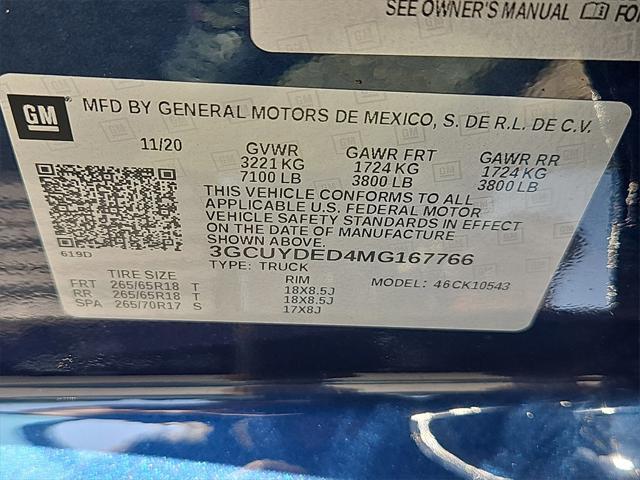 SEE OWNER'S MANUAL FO
GM MFD BY GENERAL MOTORS DE MEXICO, S. DE R.L. DE C.V.
11/20 GVWR GAWR FRT GAWR RR
3221 KG 1724 KG 1724 KG
7100 LB 3800 LB 3800 LB
THIS VEHICLE CONFORMS TO ALL
APPLICABLE U.S. FEDERAL MOTOR
VEHICLE SAFETY STANDARDS IN EFFECT
ON THE DATE OF MANUFACTURE
SHOWN ABOVE.
619D
3GCUYDED4MG167766
TYPE: TRUCK
TIRE SIZE RIM MODEL: 46CK10543
FRT 265/65R18 T 18X8.5J
RR 265/65R18 T 18X8.5J
SPA 265/70R17 S 17X8J